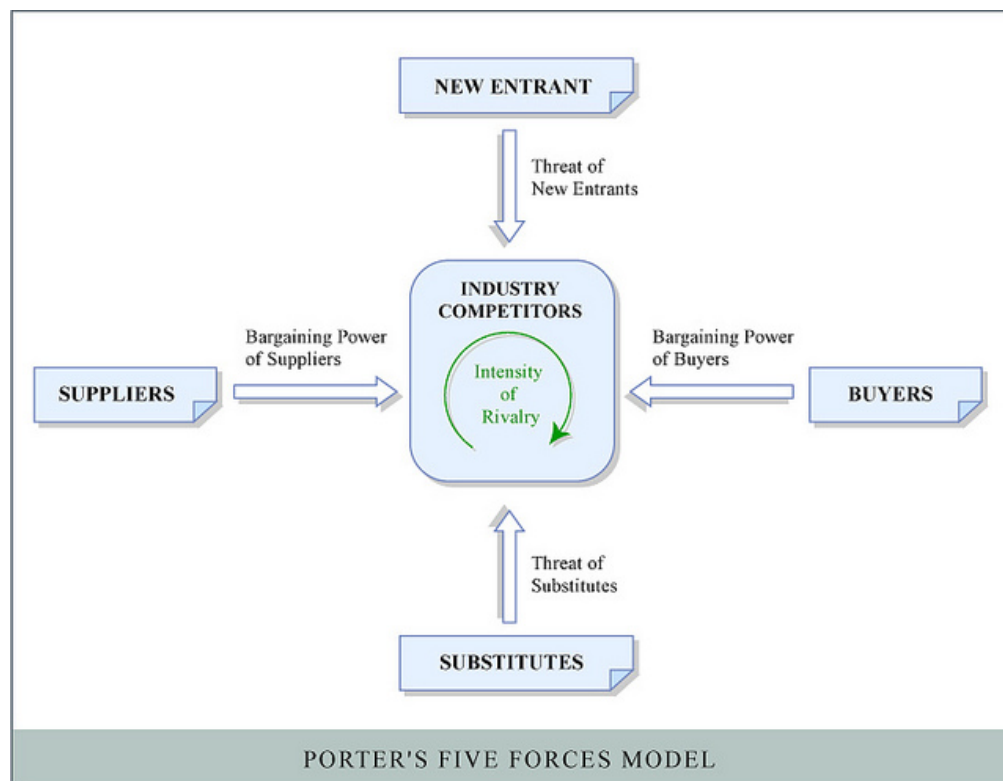 NEW ENTRANT
Threat of
New Entrants
INDUSTRY
COMPETITORS
Intensity
of
Rivalry
Bargaining Power
of Suppliers
SUPPLIERS
Bargaining Power
of Buyers
BUYERS
Threat of
Substitutes
SUBSTITUTES
PORTER'S FIVE FORCES MODEL